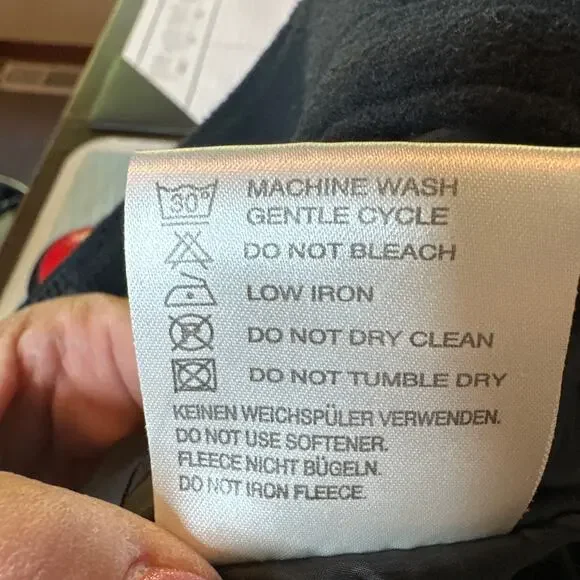 30°
MACHINE WASH
GENTLE CYCLE
DO NOT BLEACH
LOW IRON
DO NOT DRY CLEAN
DO NOT TUMBLE DRY
KEINEN WEICHSPÜLER VERWENDEN.
DO NOT USE SOFTENER.
FLEECE NICHT BÜGELN.
DO NOT IRON FLEECE.